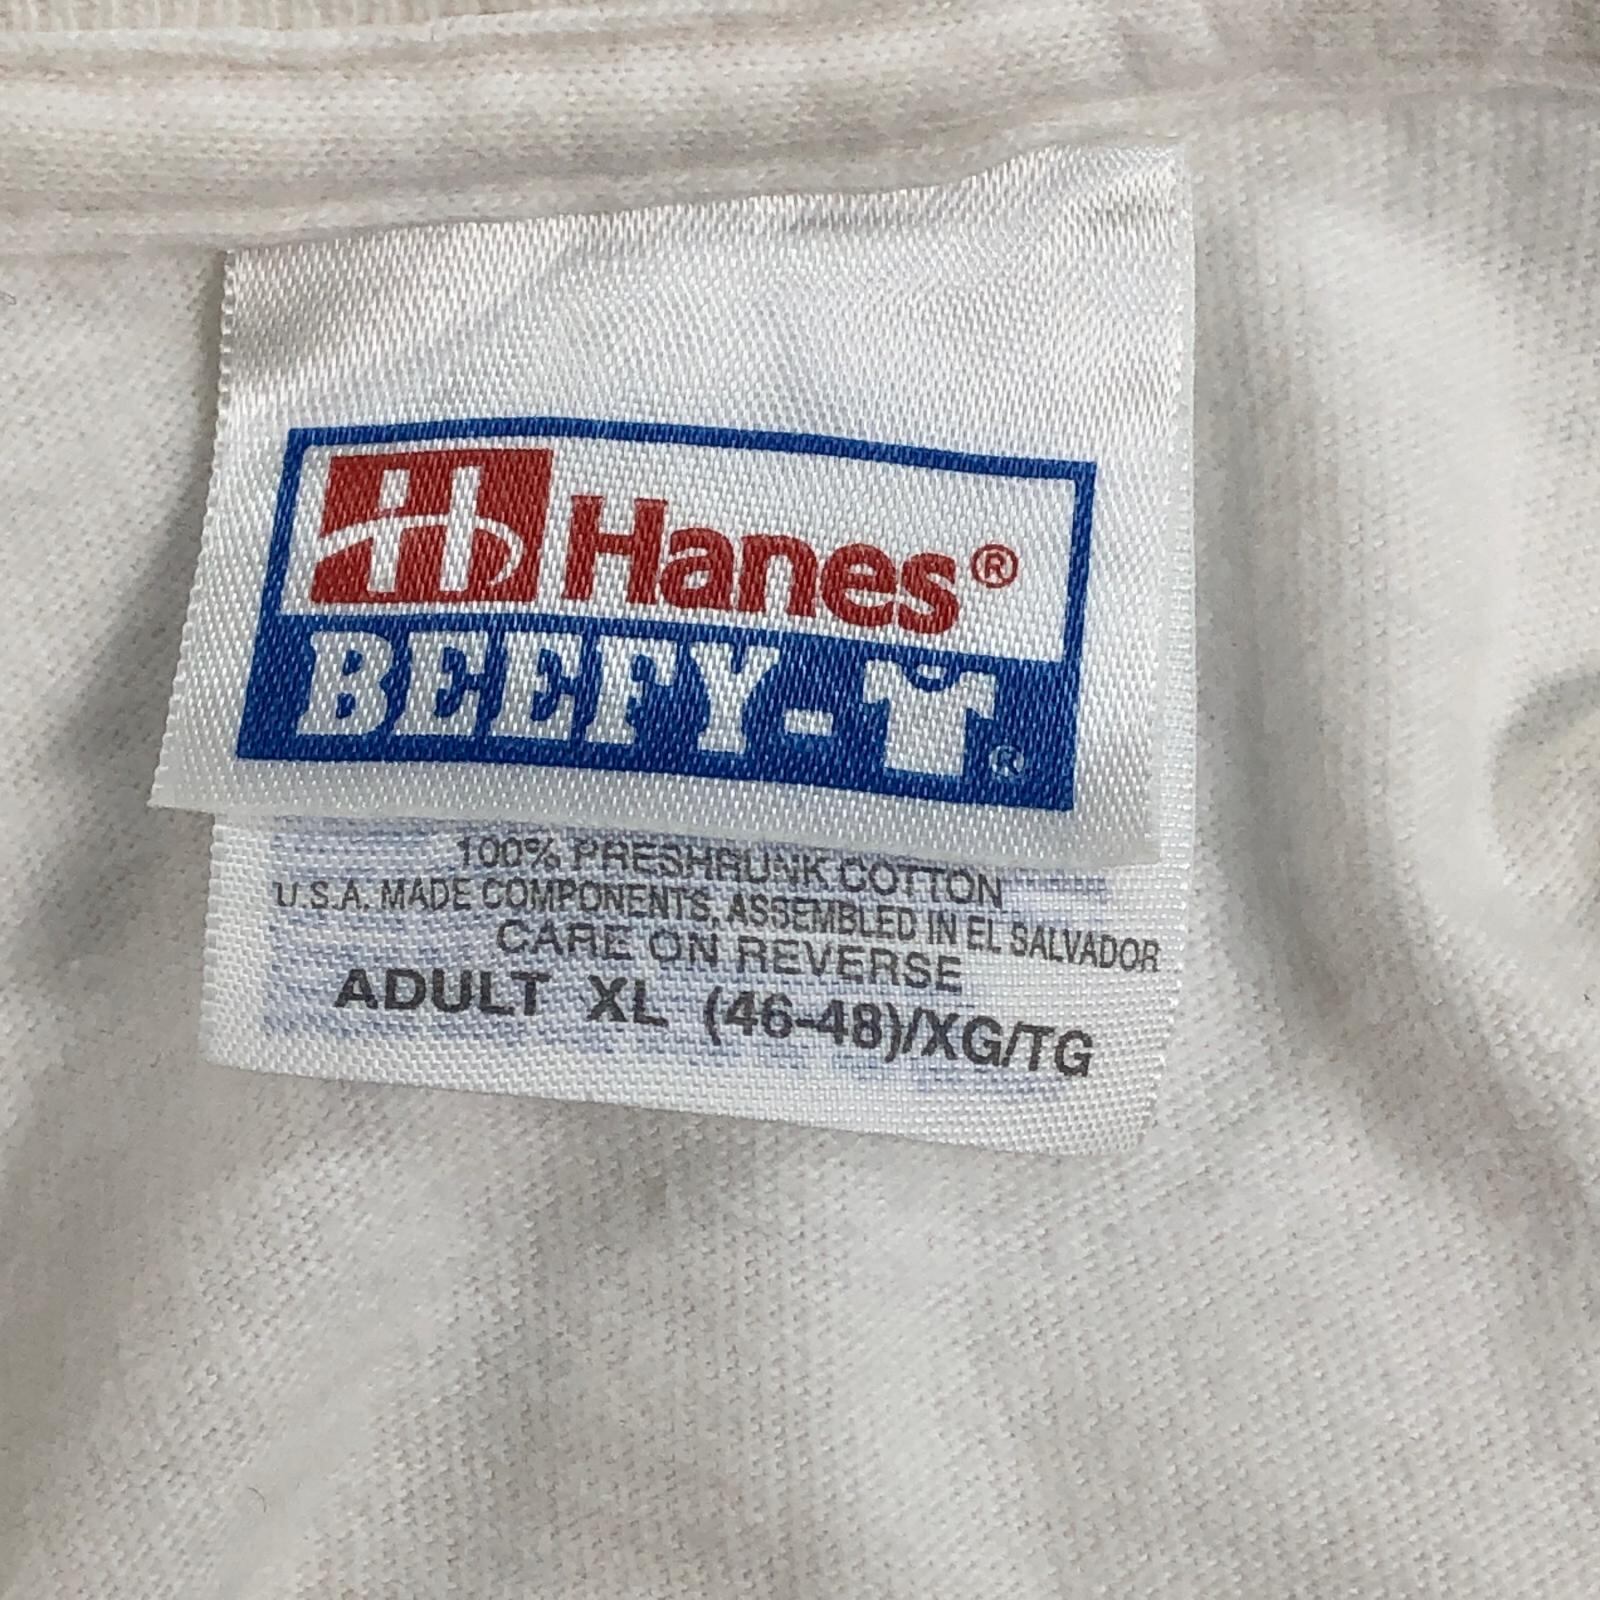 Hanes®
BEEFY-T®
100% PRESHRUNK COTTON
U.S.A. MADE COMPONENTS, ASSEMBLED IN EL SALVADOR
CARE ON REVERSE
ADULT XL (46-48)/XG/TG